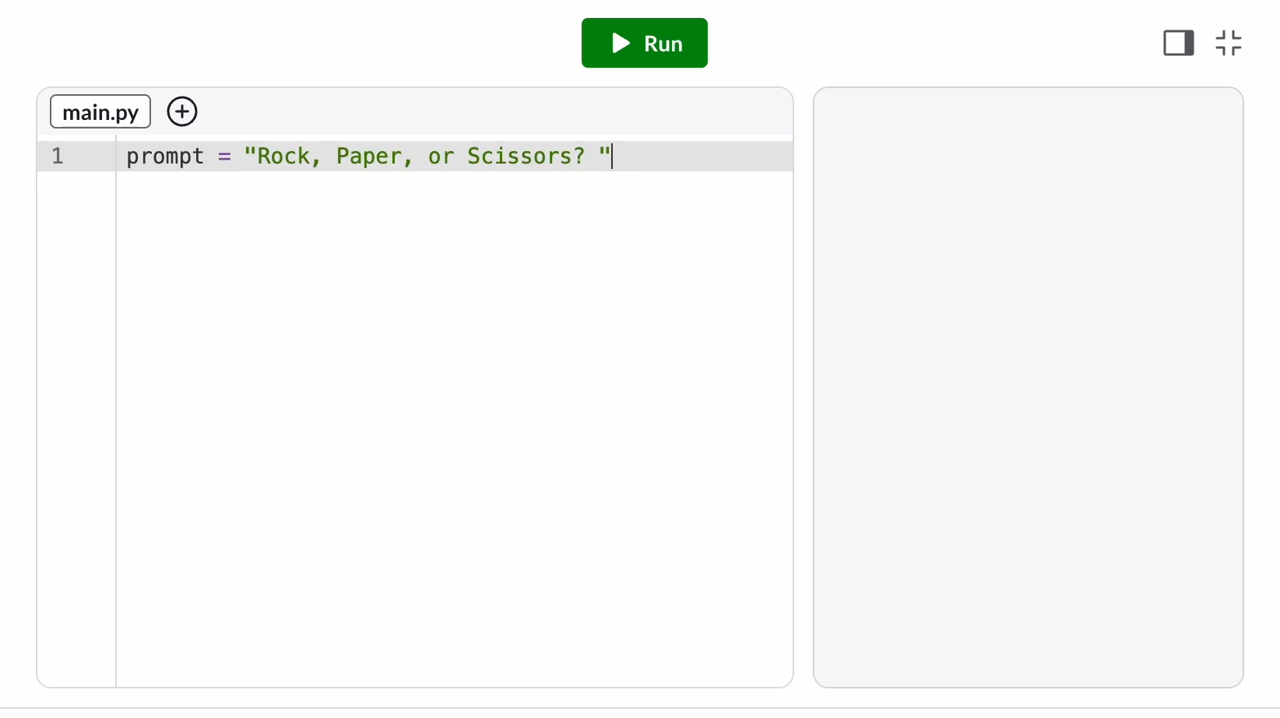 Run
main.py
1 prompt = "Rock, Paper, or Scissors? "